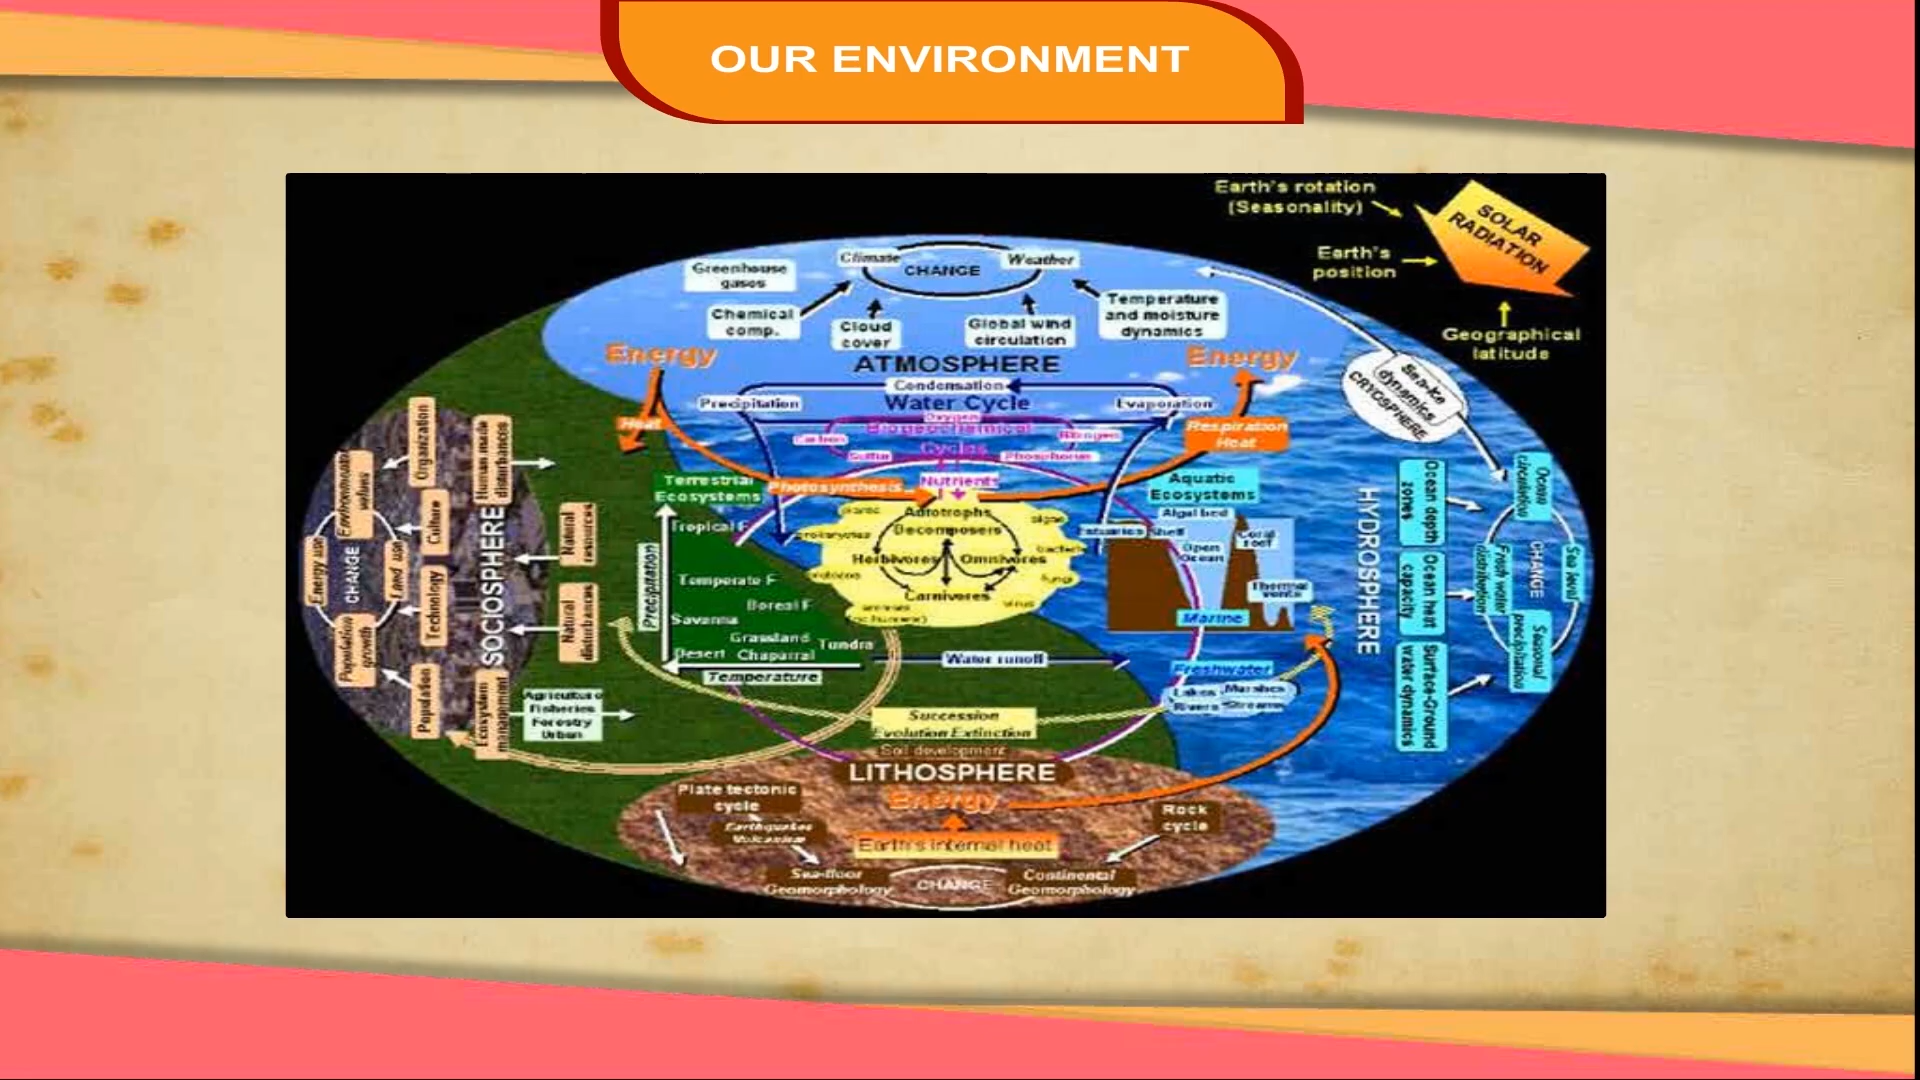 OUR ENVIRONMENT
Earth's rotation
(Seasonality)
SOLAR
RADIATION
Earth's
position
Geographical
latitude
Climate
CHANGE
Weather
Greenhouse
gases
Chemical
comp.
Cloud
cover
Global wind
circulation
Temperature
and moisture
dynamics
Energy
ATMOSPHERE
Energy
Condensation
Precipitation
Water Cycle
Evaporation
Oxygen
Biogeochemical
Cycles
Carbon
Nitrogen
Sulfur
Phosphorus
Heat
Respiration
Heat
Sea-ice
dynamics
CRYOSPHERE
Terrestrial
Ecosystems
Photosynthesis
Nutrients
Aquatic
Ecosystems
Tropical F
Temperate F
Boreal F
Savanna
Grassland
Tundra
Desert
Chaparral
Precipitation
Temperature
Autotrophs
Decomposers
Herbivores
Omnivores
Carnivores
algae
bacteria
fungi
virus
Algal bed
Estuaries
Shelf
Open
Ocean
Coral
reef
Thermal
vents
Marine
Water runoff
Freshwater
Lakes
Marshes
Rivers
Streams
Succession
Evolution Extinction
Soil development
LITHOSPHERE
Energy
Earth's internal heat
Plate tectonic
cycle
Earthquakes
Volcanism
Rock
cycle
Sea-floor
Geomorphology
CHANGE
Continental
Geomorphology
SOCIOSPHERE
Environmental
values
Energy use
CHANGE
Land use
Population
growth
Organization
Culture
Technology
Population
Human made
disturbances
Natural
resources
Natural
disturbances
Ecosystem
management
Agriculture
Fisheries
Forestry
Urban
HYDROSPHERE
Ocean depth
zones
Ocean heat
capacity
Surface-Ground
water dynamics
Ocean
circulation
Sea level
CHANGE
Fresh water
distribution
Seasonal
precipitation